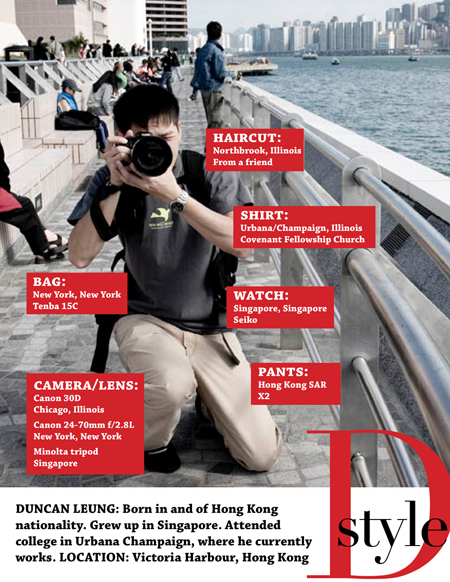 HAIRCUT:
Northbrook, Illinois
From a friend
SHIRT:
Urbana/Champaign, Illinois
Covenant Fellowship Church
BAG:
New York, New York
Tenba 15C
WATCH:
Singapore, Singapore
Seiko
PANTS:
Hong Kong SAR
X2
CAMERA/LENS:
Canon 30D
Chicago, Illinois
Canon 24-70mm f/2.8L
New York, New York
Minolta tripod
Singapore
DUNCAN LEUNG: Born in and of Hong Kong
nationality. Grew up in Singapore. Attended
college in Urbana Champaign, where he currently
works. LOCATION: Victoria Harbour, Hong Kong
D
style